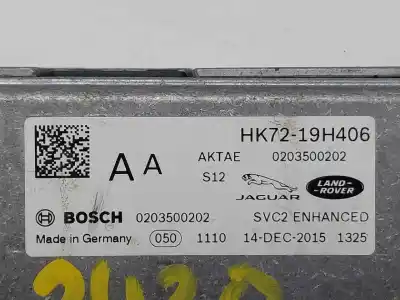 HK72-19H406
A A AKTAE 0203500202
S12 JAGUAR LAND-ROVER
BOSCH 0203500202 SVC2 ENHANCED
Made in Germany 050 1110 14-DEC-2015 1325